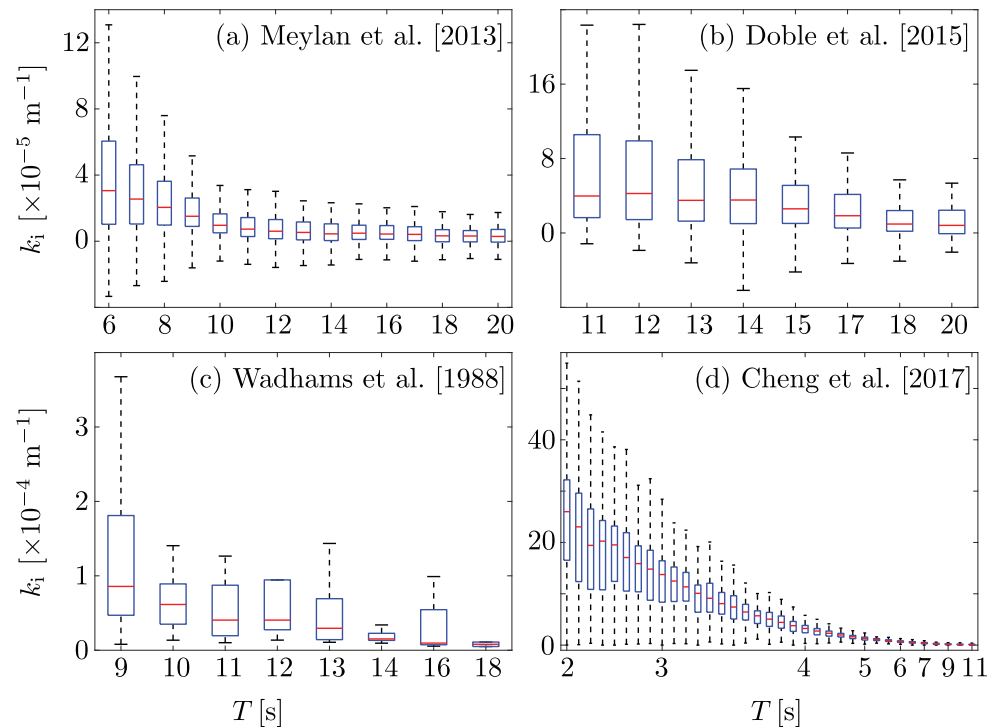 (a) Meylan et al. [2013]
12
8
4
0
kᵢ [×10⁻⁵ m⁻¹]
6 8 10 12 14 16 18 20
(b) Doble et al. [2015]
16
8
0
11 12 13 14 15 17 18 20
(c) Wadhams et al. [1988]
3
2
1
0
kᵢ [×10⁻⁴ m⁻¹]
9 10 11 12 13 14 16 18
T [s]
(d) Cheng et al. [2017]
40
20
0
2 3 4 5 6 7 9 11
T [s]